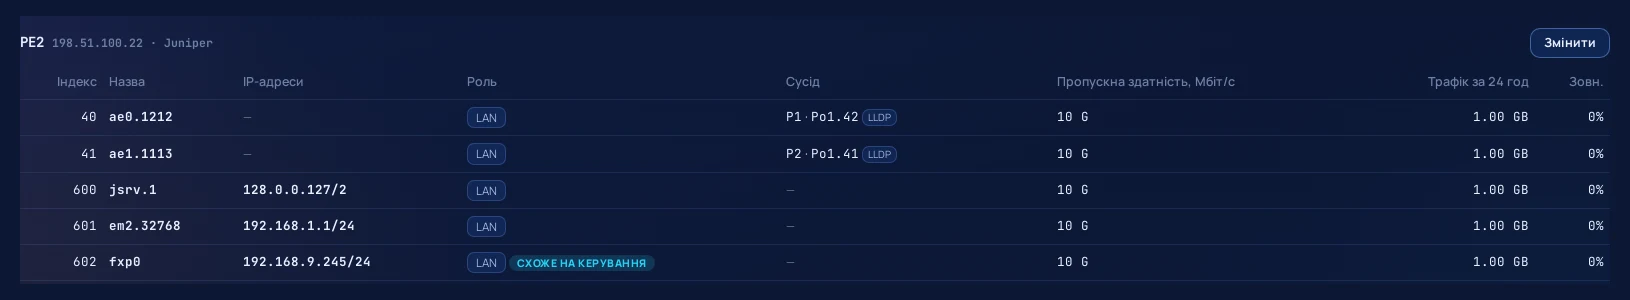 PE2 198.51.100.22 · Juniper Змінити
Індекс Назва IP-адреси Роль Сусід Пропускна здатність, Мбіт/с Трафік за 24 год Зовн.
40 ae0.1212 — LAN P1·Po1.42 LLDP 10 G 1.00 GB 0%
41 ae1.1113 — LAN P2·Po1.41 LLDP 10 G 1.00 GB 0%
600 jsrv.1 128.0.0.127/2 LAN — 10 G 1.00 GB 0%
601 em2.32768 192.168.1.1/24 LAN — 10 G 1.00 GB 0%
602 fxp0 192.168.9.245/24 LAN СХОЖЕ НА КЕРУВАННЯ — 10 G 1.00 GB 0%